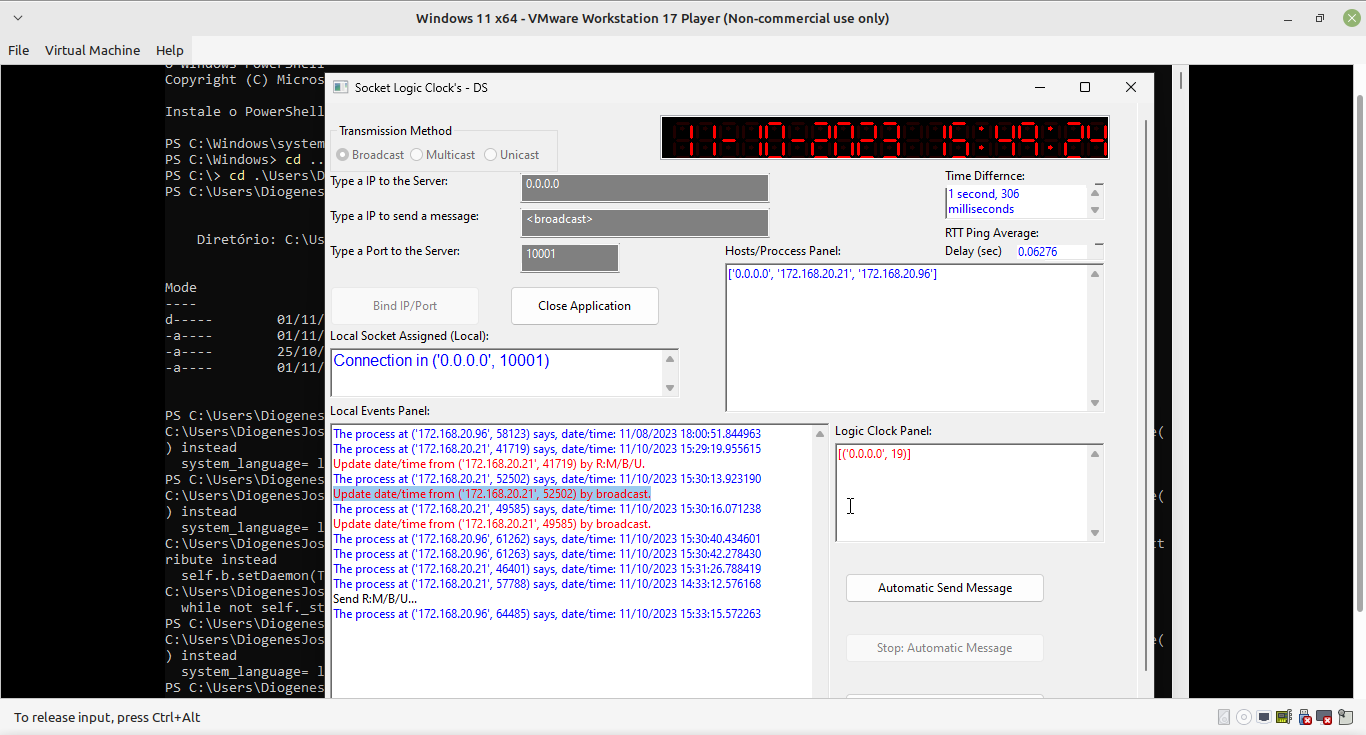 Windows 11 x64 - VMware Workstation 17 Player (Non-commercial use only)
File Virtual Machine Help
Copyright (C) Micros
Instale o PowerShell
PS C:\Windows\system
PS C:\Windows> cd ..
PS C:\> cd .\Users\D
PS C:\Users\Diogenes
Diretório: C:\Us
Mode
----
d----- 01/11/
-a---- 01/11/
-a---- 25/10/
-a---- 01/11/
PS C:\Users\Diogenes
C:\Users\DiogenesJos
) instead
system_language= l
PS C:\Users\Diogenes
C:\Users\DiogenesJos
) instead
system_language= l
C:\Users\DiogenesJos
ribute instead
self.b.setDaemon(T
C:\Users\DiogenesJos
while not self._st
PS C:\Users\Diogenes
C:\Users\DiogenesJos
) instead
system_language= l
PS C:\Users\Diogenes
Socket Logic Clock's - DS
Transmission Method
Broadcast Multicast Unicast
11-10-2023 15:49:24
Type a IP to the Server: 0.0.0.0
Type a IP to send a message: <broadcast>
Type a Port to the Server: 10001
Time Differnce:
1 second, 306
milliseconds
RTT Ping Average:
Delay (sec) 0.06276
Bind IP/Port Close Application
Hosts/Proccess Panel:
['0.0.0.0', '172.168.20.21', '172.168.20.96']
Local Socket Assigned (Local):
Connection in ('0.0.0.0', 10001)
Local Events Panel:
The process at ('172.168.20.96', 58123) says, date/time: 11/08/2023 18:00:51.844963
The process at ('172.168.20.21', 41719) says, date/time: 11/10/2023 15:29:19.955615
Update date/time from ('172.168.20.21', 41719) by R:M/B/U.
The process at ('172.168.20.21', 52502) says, date/time: 11/10/2023 15:30:13.923190
Update date/time from ('172.168.20.21', 52502) by broadcast.
The process at ('172.168.20.21', 49585) says, date/time: 11/10/2023 15:30:16.071238
Update date/time from ('172.168.20.21', 49585) by broadcast.
The process at ('172.168.20.96', 61262) says, date/time: 11/10/2023 15:30:40.434601
The process at ('172.168.20.96', 61263) says, date/time: 11/10/2023 15:30:42.278430
The process at ('172.168.20.21', 46401) says, date/time: 11/10/2023 15:31:26.788419
The process at ('172.168.20.21', 57788) says, date/time: 11/10/2023 14:33:12.576168
Send R:M/B/U...
The process at ('172.168.20.96', 64485) says, date/time: 11/10/2023 15:33:15.572263
Logic Clock Panel:
[('0.0.0.0', 19)]
Automatic Send Message
Stop: Automatic Message
e(
e(
ct
e(
To release input, press Ctrl+Alt